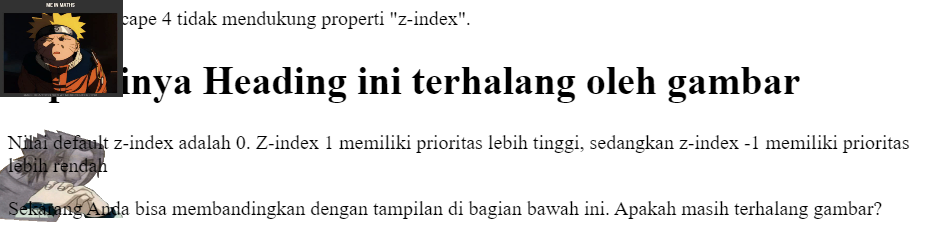 ME IN MATHS
cape 4 tidak mendukung properti "z-index".
inya Heading ini terhalang oleh gambar
Nilai default z-index adalah 0. Z-index 1 memiliki prioritas lebih tinggi, sedangkan z-index -1 memiliki prioritas
lebih rendah
Sekarang Anda bisa membandingkan dengan tampilan di bagian bawah ini. Apakah masih terhalang gambar?